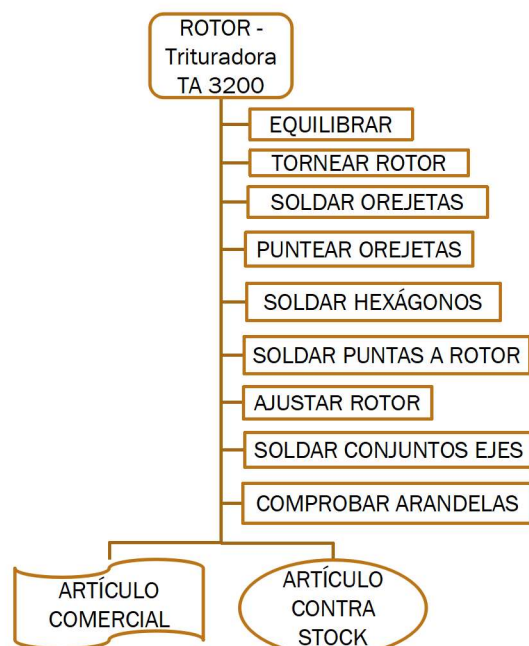 ROTOR -
Trituradora
TA 3200
EQUILIBRAR
TORNEAR ROTOR
SOLDAR OREJETAS
PUNTEAR OREJETAS
SOLDAR HEXÁGONOS
SOLDAR PUNTAS A ROTOR
AJUSTAR ROTOR
SOLDAR CONJUNTOS EJES
COMPROBAR ARANDELAS
ARTÍCULO
COMERCIAL
ARTÍCULO
CONTRA
STOCK